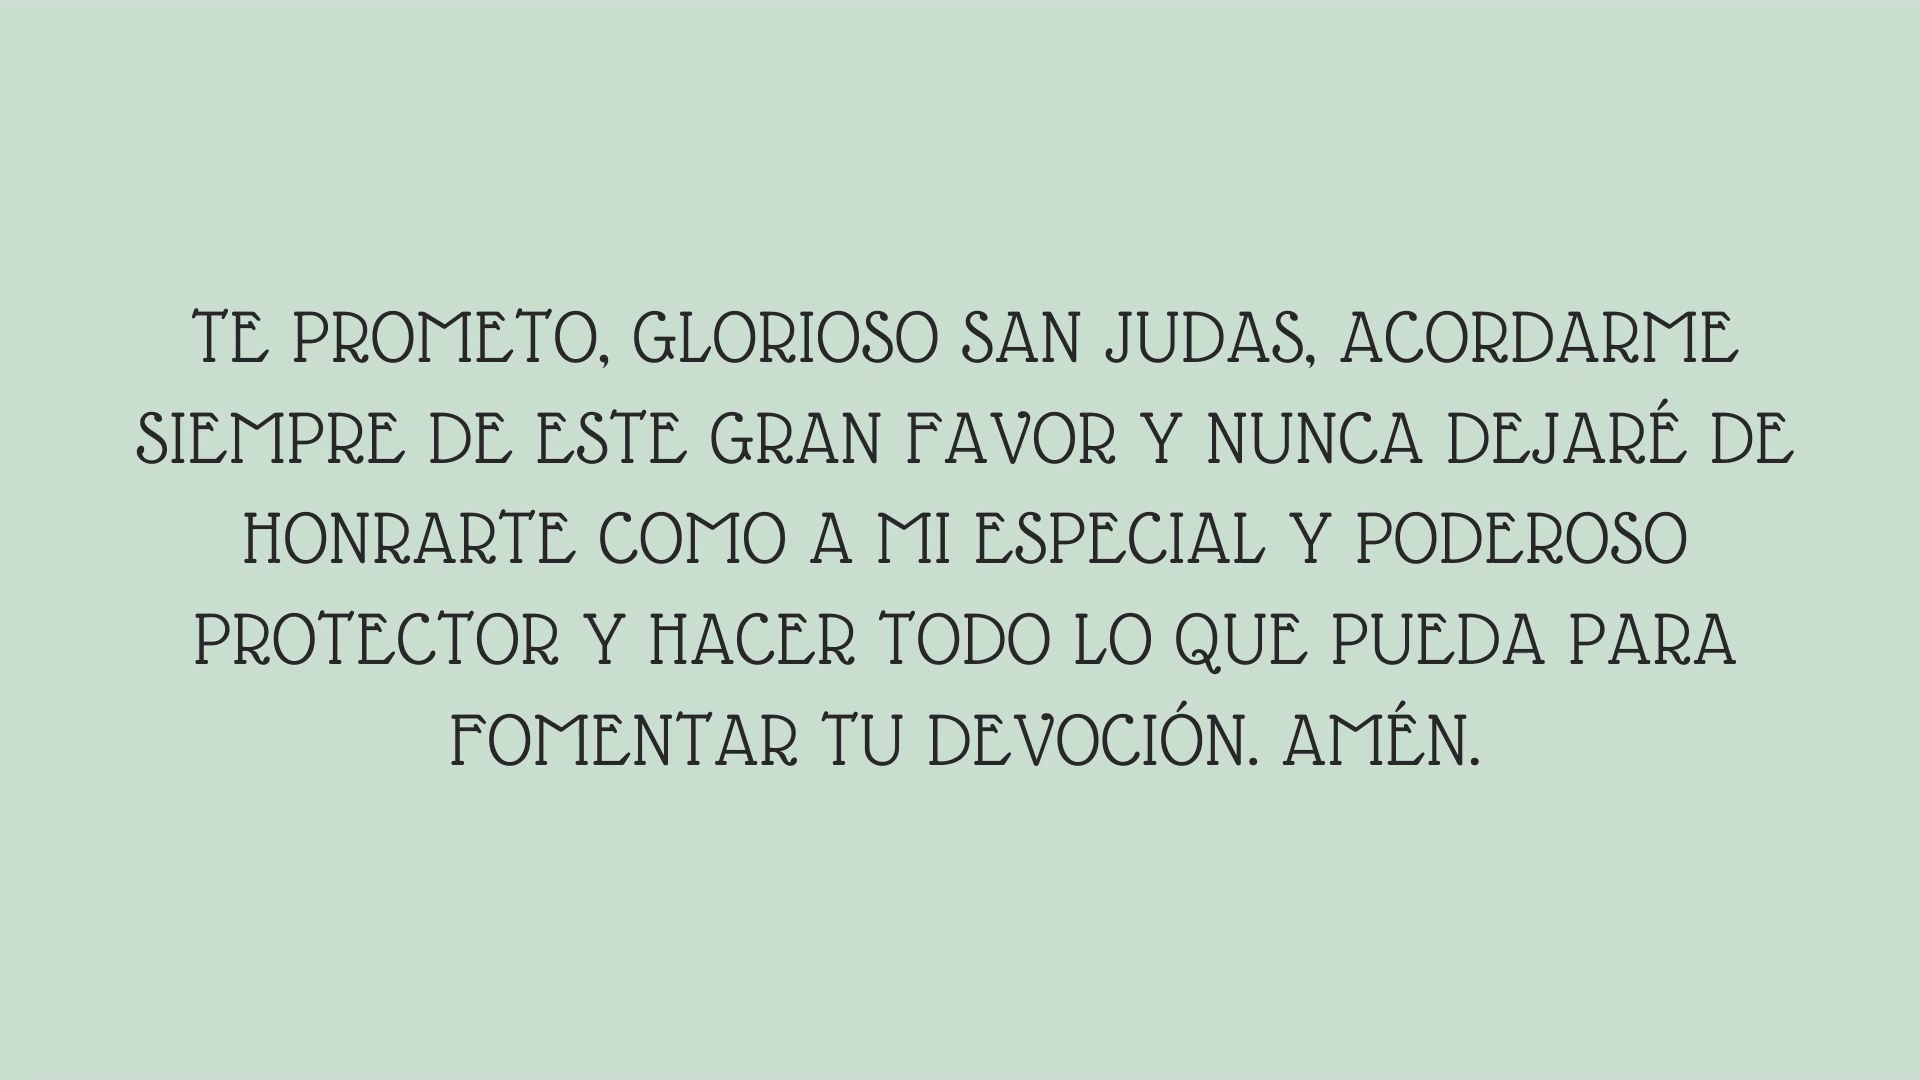 TE PROMETO, GLORIOSO SAN JUDAS, ACORDARME
SIEMPRE DE ESTE GRAN FAVOR Y NUNCA DEJARÉ DE
HONRARTE COMO A MI ESPECIAL Y PODEROSO
PROTECTOR Y HACER TODO LO QUE PUEDA PARA
FOMENTAR TU DEVOCIÓN. AMÉN.